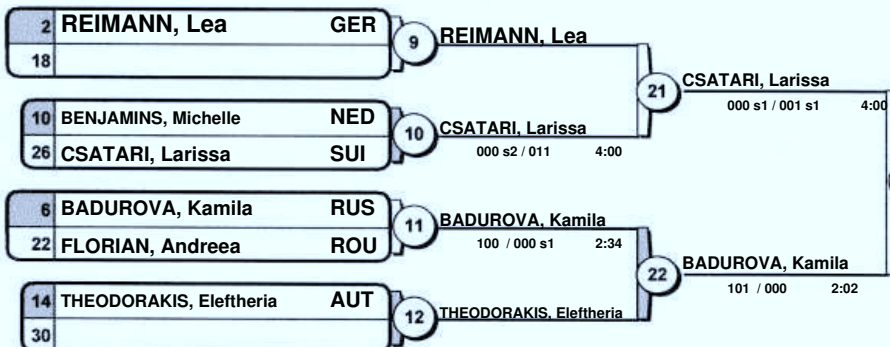 2 REIMANN, Lea GER
18
9
REIMANN, Lea
10 BENJAMINS, Michelle NED
26 CSATARI, Larissa SUI
10
CSATARI, Larissa
000 s2 / 011 4:00
21
CSATARI, Larissa
000 s1 / 001 s1 4:00
6 BADUROVA, Kamila RUS
22 FLORIAN, Andreea ROU
11
BADUROVA, Kamila
100 / 000 s1 2:34
14 THEODORAKIS, Eleftheria AUT
30
12
THEODORAKIS, Eleftheria
22
BADUROVA, Kamila
101 / 000 2:02